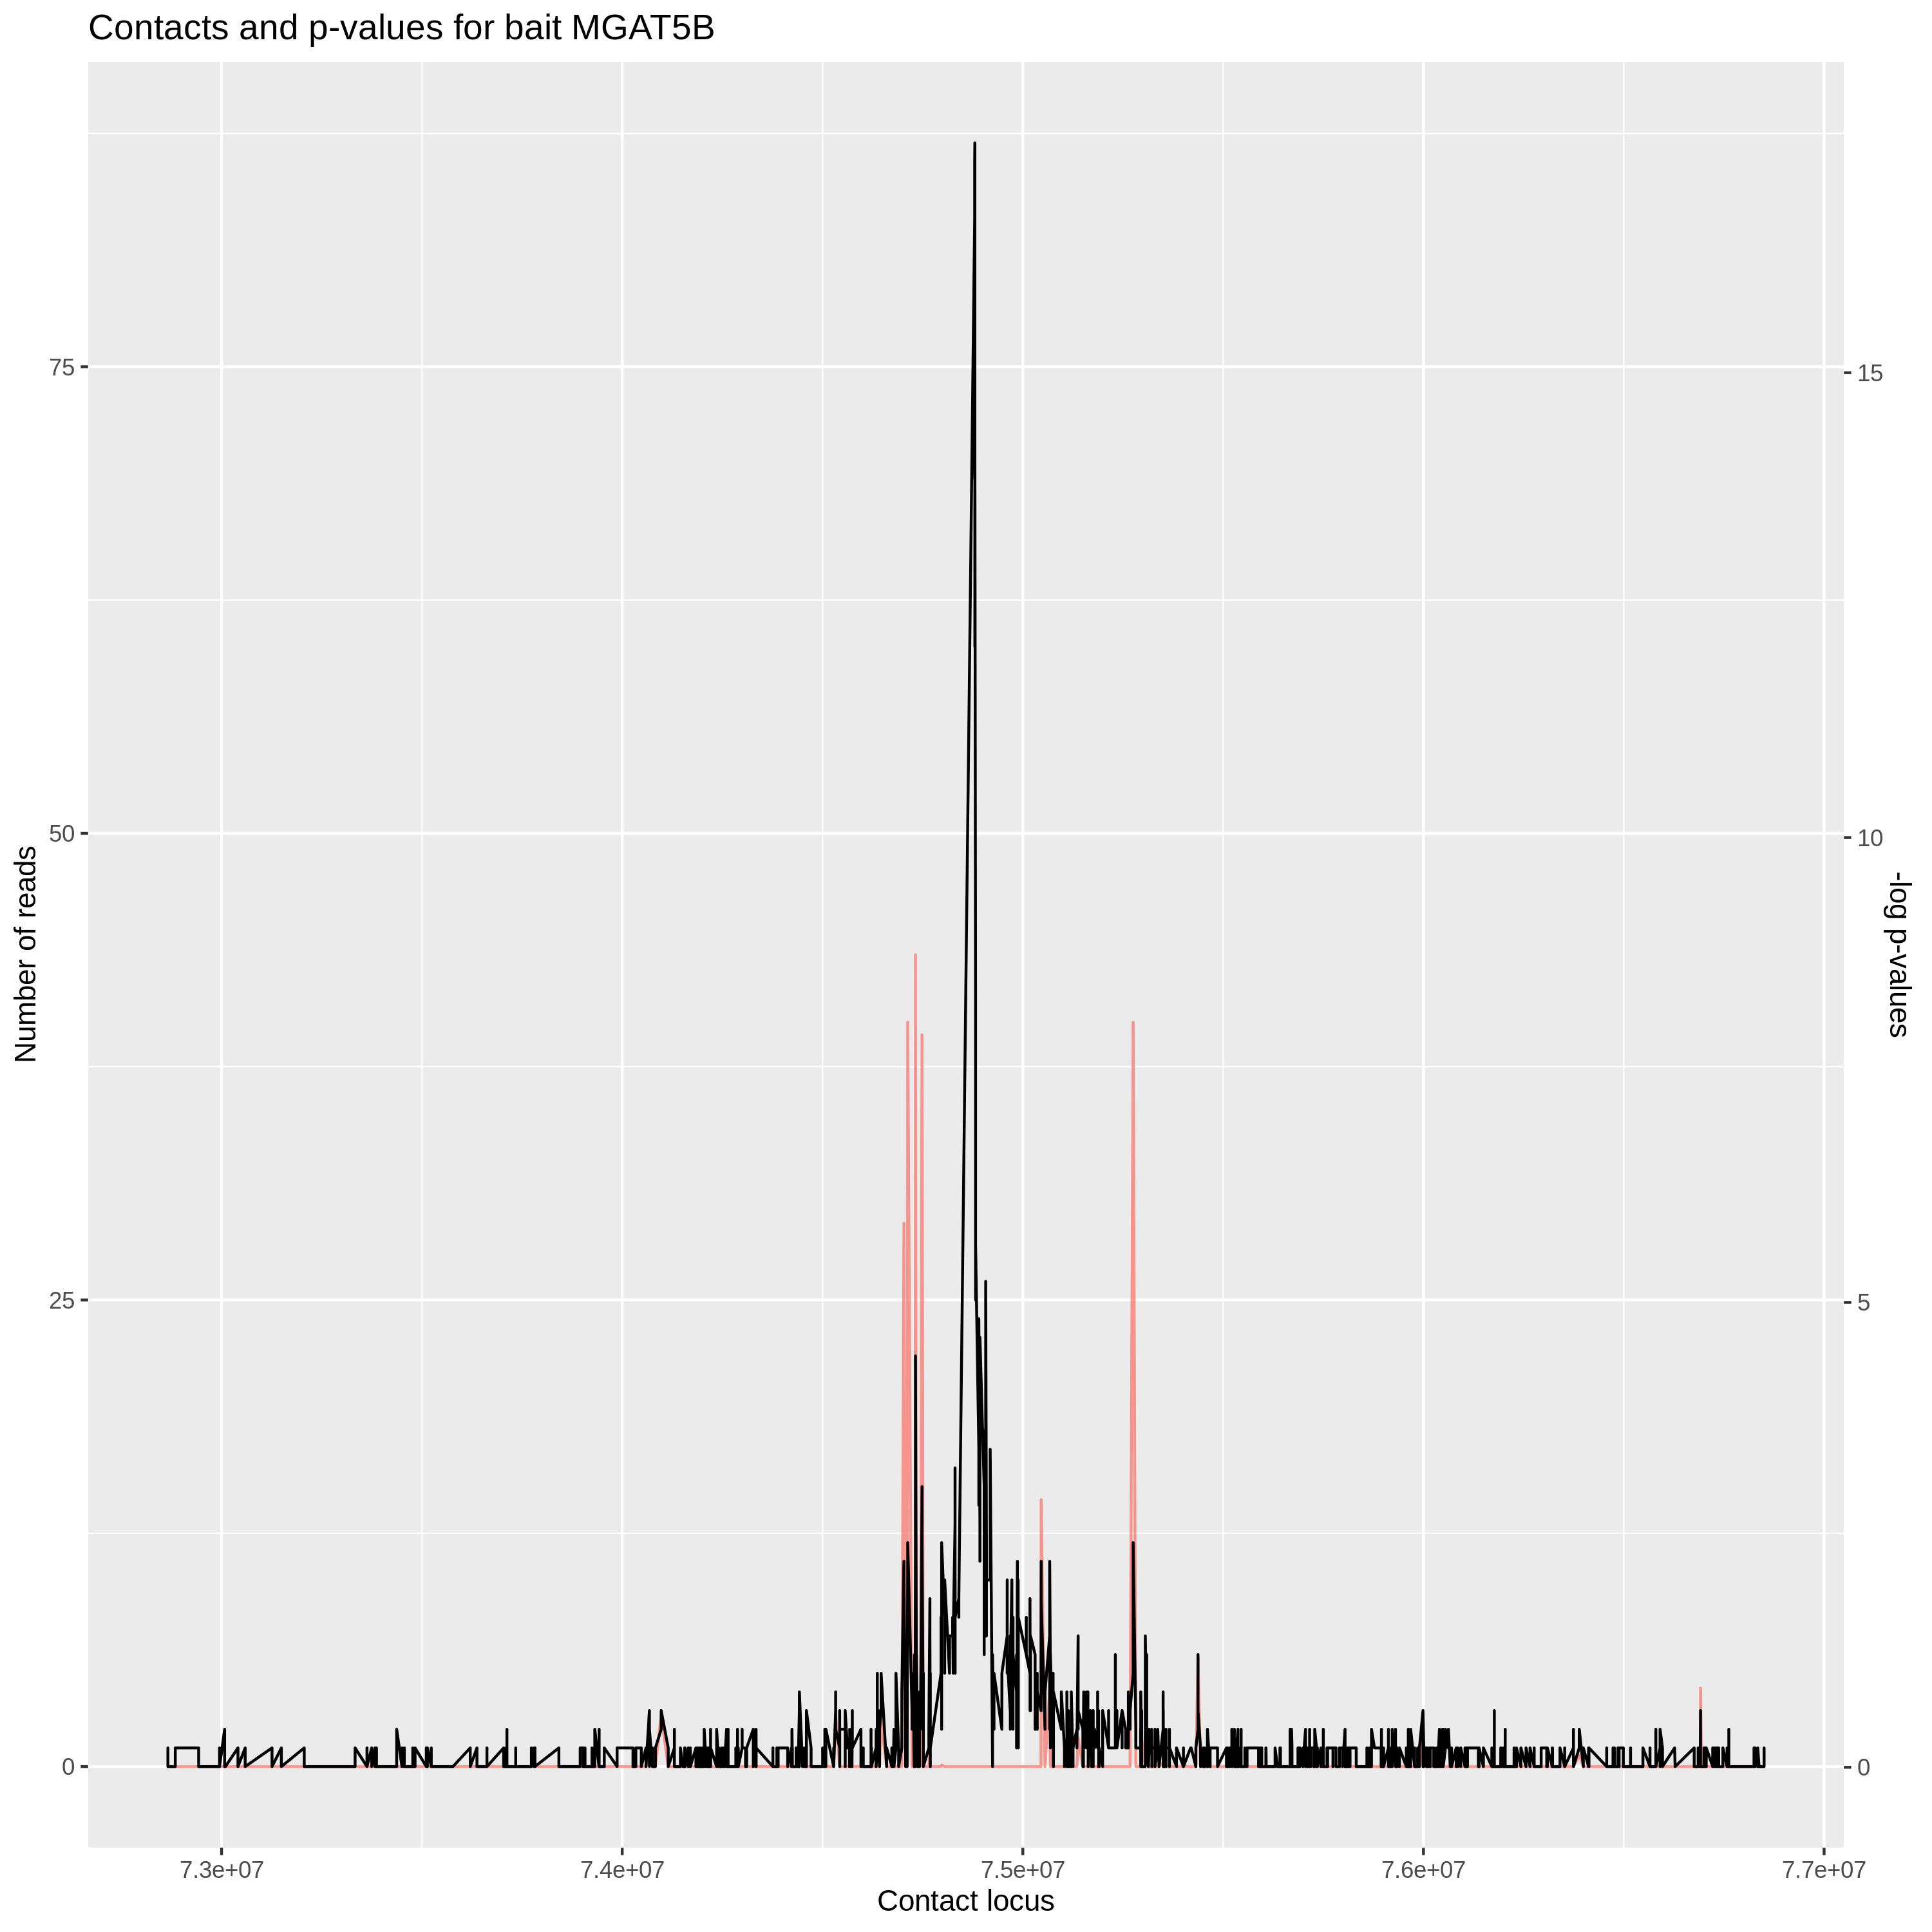 Contacts and p-values for bait MGAT5B
75
50
25
0
Number of reads
15
10
5
0
-log p-values
7.3e+07 7.4e+07 7.5e+07 7.6e+07 7.7e+07
Contact locus